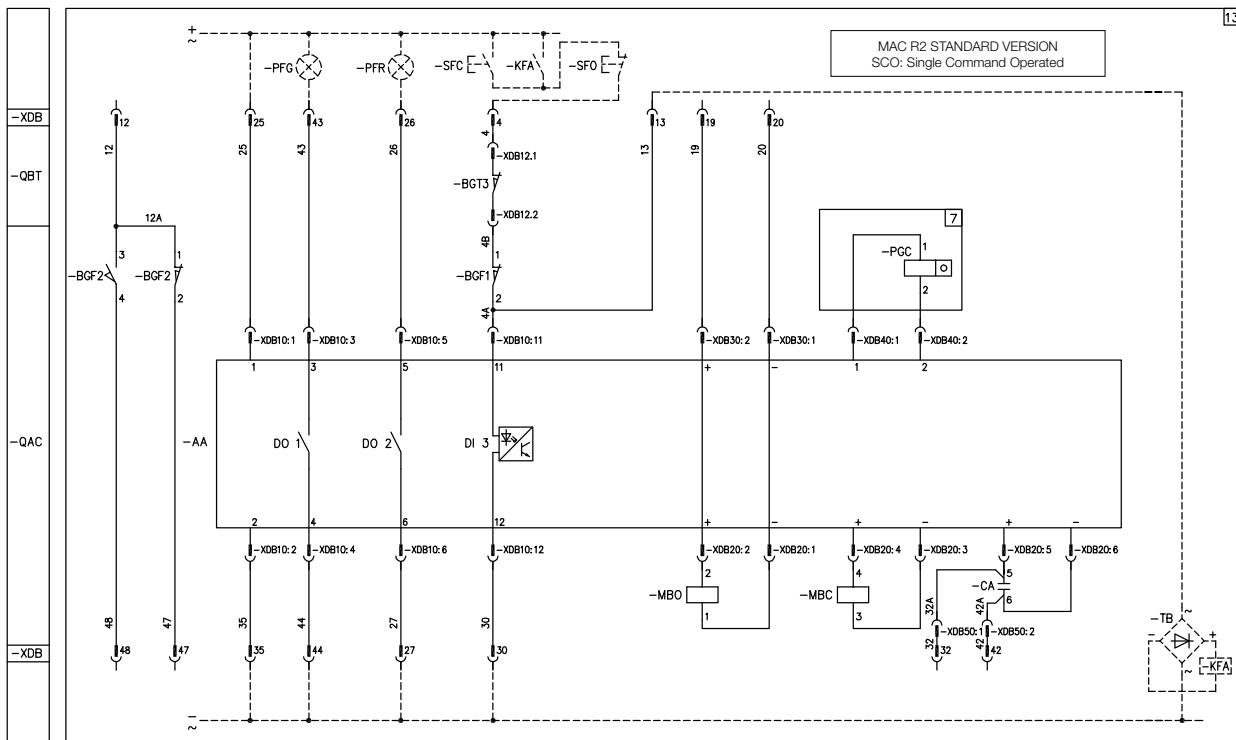 13
+
~
MAC R2 STANDARD VERSION
SCO: Single Command Operated
-PFG
-PFR
-SFC
-KFA
-SFO
-XDB
12
25
43
26
4
13
19
20
12
25
43
26
4
13
19
20
-XDB12.1
-QBT
-BGT3
-XDB12.2
12A
4B
7
-PGC
1
2
3
1
1
-BGF2
-BGF2
-BGF1
4
2
2
4A
-XDB10:1
-XDB10:3
-XDB10:5
-XDB10:11
-XDB30:2
-XDB30:1
-XDB40:1
-XDB40:2
1
3
5
11
+
-
1
2
-QAC
-AA
DO 1
DO 2
DI 3
2
4
6
12
+
-
+
-
+
-
-XDB10:2
-XDB10:4
-XDB10:6
-XDB10:12
-XDB20:2
-XDB20:1
-XDB20:4
-XDB20:3
-XDB20:5
-XDB20:6
2
4
5
-MBO
-MBC
-CA
1
3
6
32A
42A
48
47
35
44
27
30
-XDB50:1
-XDB50:2
32
42
-TB
~
-
+
~
-KFA
-XDB
48
47
35
44
27
30
32
42
-
~